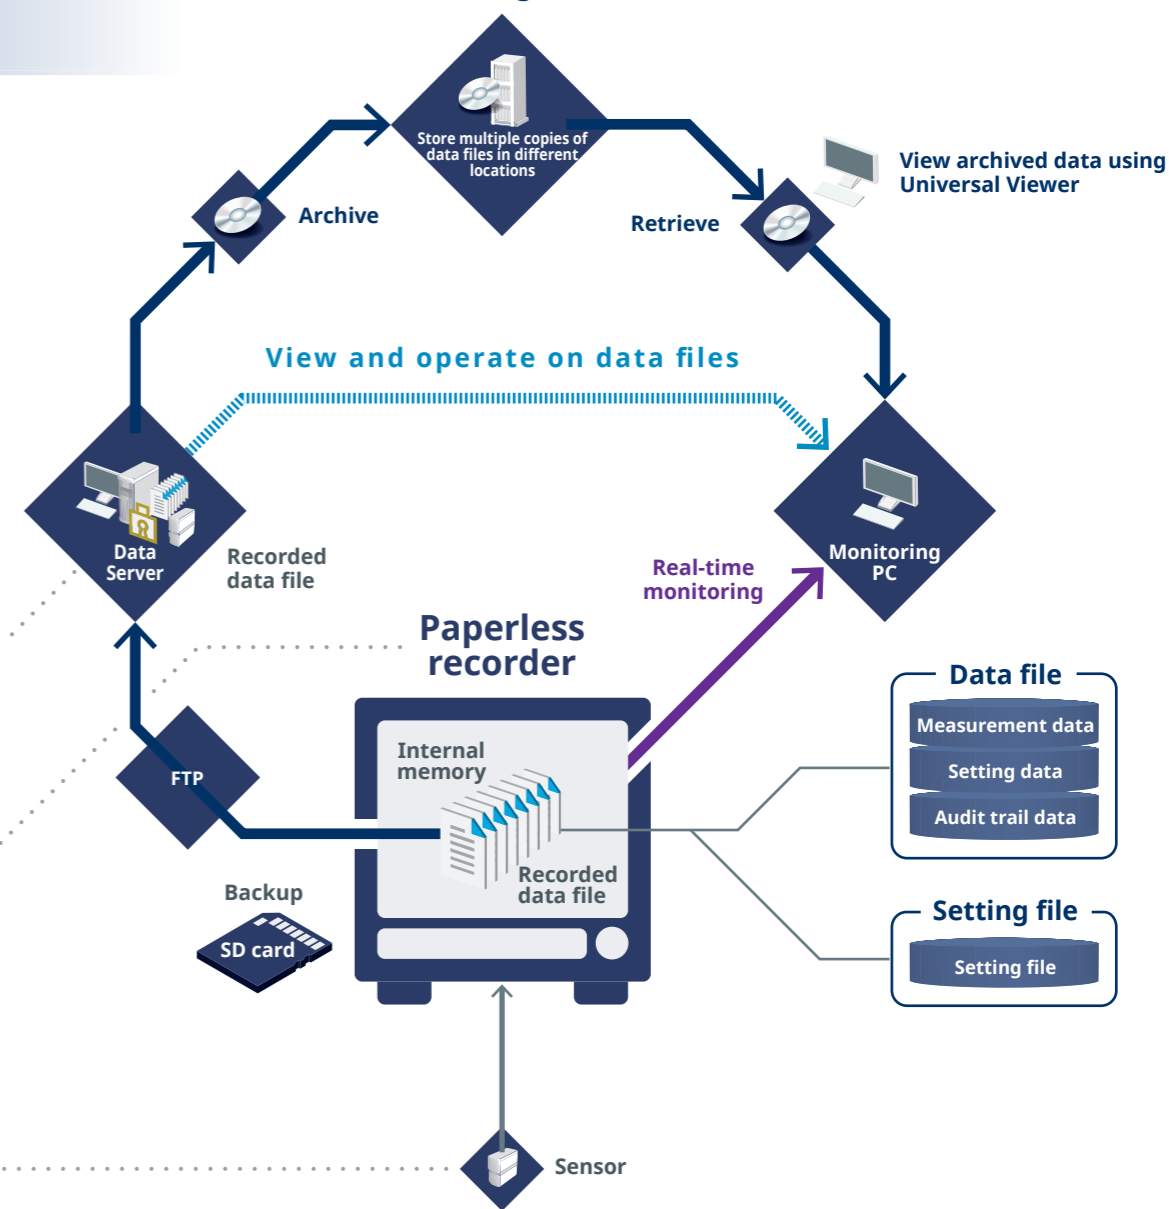 Store multiple copies of
data files in different
locations
View archived data using
Universal Viewer
Archive
Retrieve
View and operate on data files
Data
Server
Recorded
data file
Monitoring
PC
Real-time
monitoring
Paperless
recorder
Data file
Measurement data
Setting data
Audit trail data
Internal
memory
FTP
Recorded
data file
Backup
SD card
Setting file
Setting file
Sensor